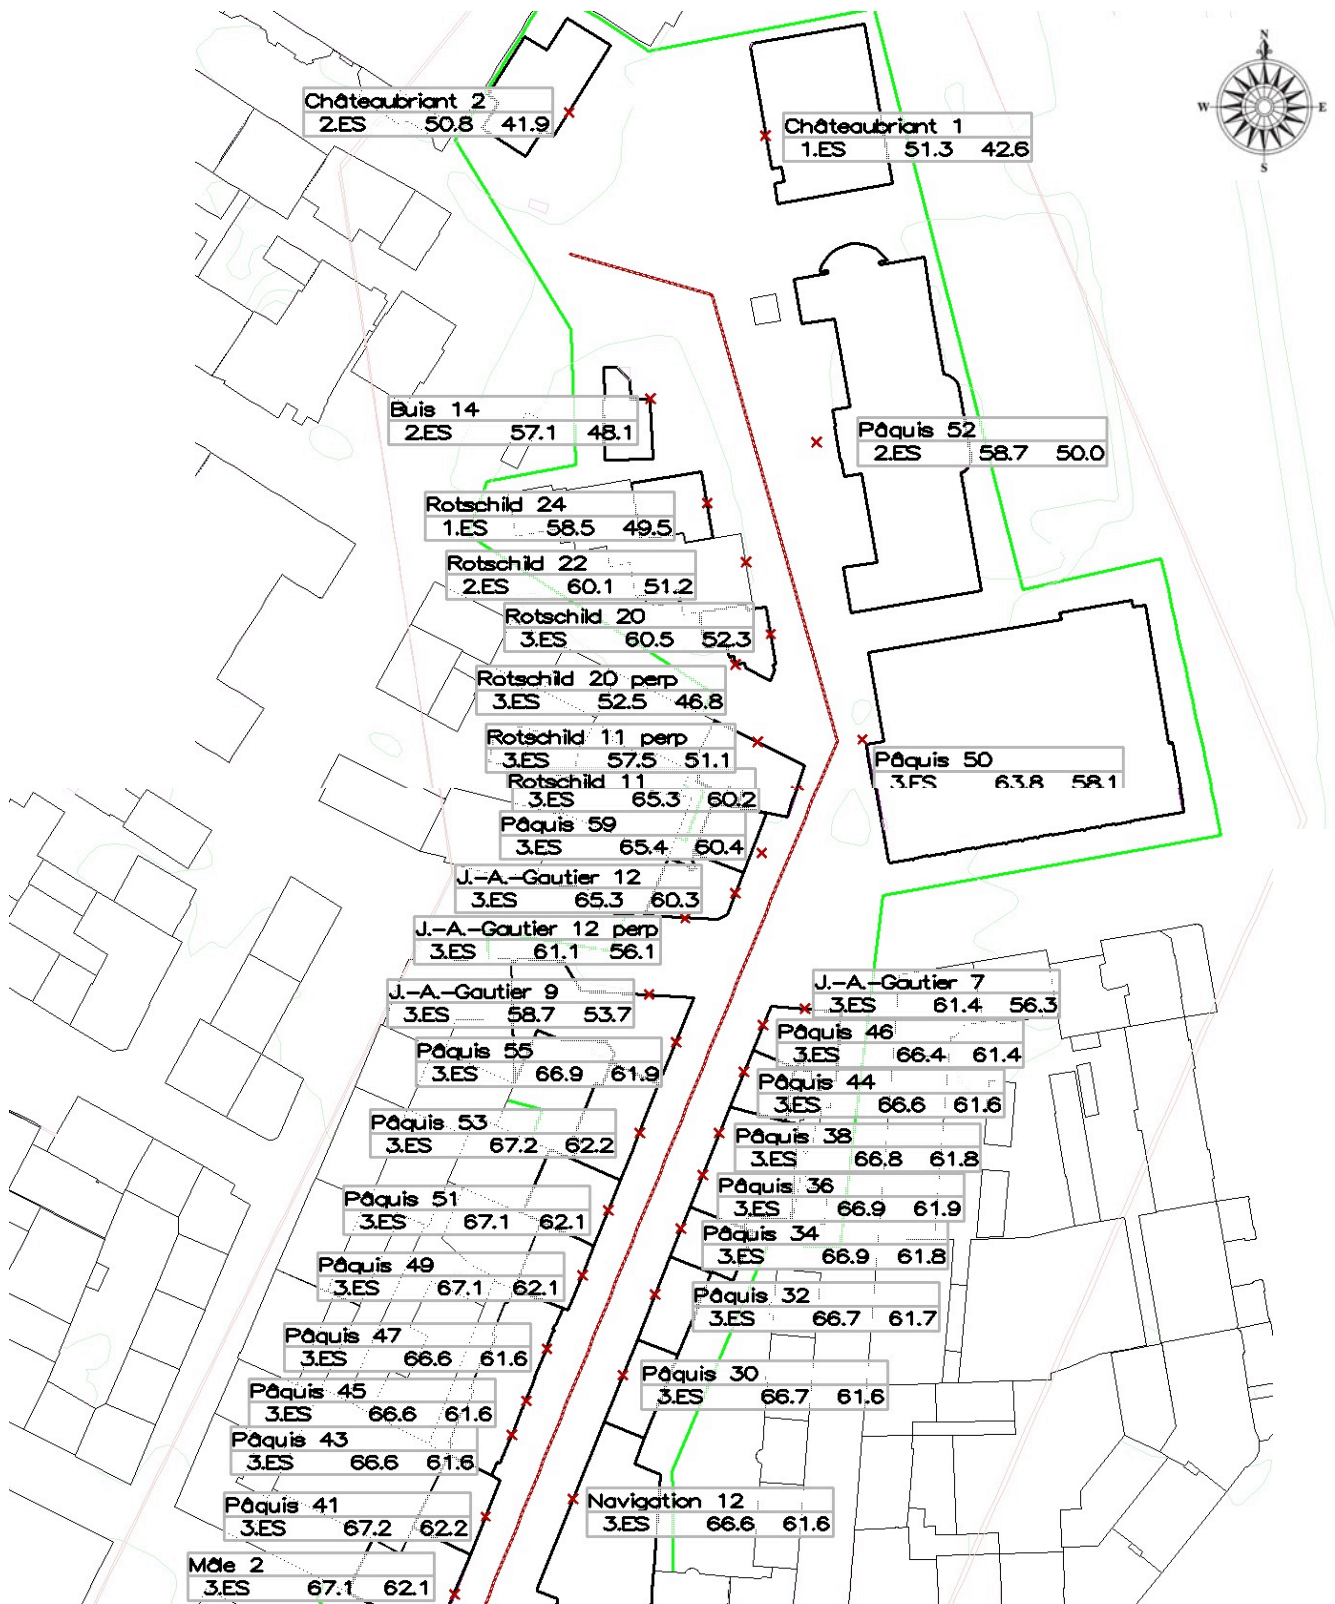 N
W E
S
Châteaubriant 2
2.ES 50.8 41.9
Châteaubriant 1
1.ES 51.3 42.6
Buis 14
2.ES 57.1 48.1
Pâquis 52
2.ES 58.7 50.0
Rotschild 24
1.ES 58.5 49.5
Rotschild 22
2.ES 60.1 51.2
Rotschild 20
3.ES 60.5 52.3
Rotschild 20 perp
3.ES 52.5 46.8
Rotschild 11 perp
3.ES 57.5 51.1
Pâquis 50
3.ES 63.8 58.1
Rotschild 11
3.ES 65.3 60.2
Pâquis 59
3.ES 65.4 60.4
J.-A.-Gautier 12
3.ES 65.3 60.3
J.-A.-Gautier 12 perp
3.ES 61.1 56.1
J.-A.-Gautier 9
3.ES 58.7 53.7
J.-A.-Gautier 7
3.ES 61.4 56.3
Pâquis 46
3.ES 66.4 61.4
Pâquis 55
3.ES 66.9 61.9
Pâquis 44
3.ES 66.6 61.6
Pâquis 53
3.ES 67.2 62.2
Pâquis 38
3.ES 66.8 61.8
Pâquis 36
3.ES 66.9 61.9
Pâquis 51
3.ES 67.1 62.1
Pâquis 34
3.ES 66.9 61.8
Pâquis 49
3.ES 67.1 62.1
Pâquis 32
3.ES 66.7 61.7
Pâquis 47
3.ES 66.6 61.6
Pâquis 30
3.ES 66.7 61.6
Pâquis 45
3.ES 66.6 61.6
Pâquis 43
3.ES 66.6 61.6
Pâquis 41
3.ES 67.2 62.2
Navigation 12
3.ES 66.6 61.6
Môle 2
3.ES 67.1 62.1